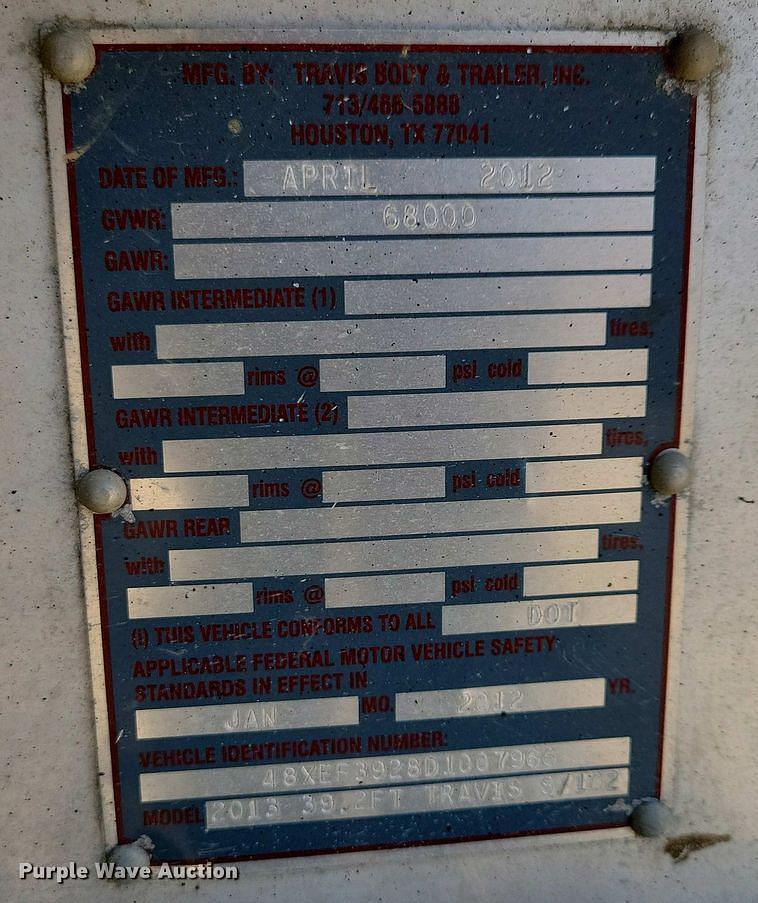 MFG. BY: TRAVIS BODY & TRAILER, INC.
713/466-5888
HOUSTON, TX 77041
DATE OF MFG.: APRIL 2012
GVWR: 68000
GAWR:
GAWR INTERMEDIATE (1)
with tires,
rims @ psi cold
GAWR INTERMEDIATE (2)
with tires,
rims @ psi cold
GAWR REAR
with tires,
rims @ psi cold
(I) THIS VEHICLE CONFORMS TO ALL DOT
APPLICABLE FEDERAL MOTOR VEHICLE SAFETY
STANDARDS IN EFFECT IN
JAN MO. 2012 YR.
VEHICLE IDENTIFICATION NUMBER:
48XEF3928D1007966
MODEL 2013 39.2FT TRAVIS
Purple Wave Auction